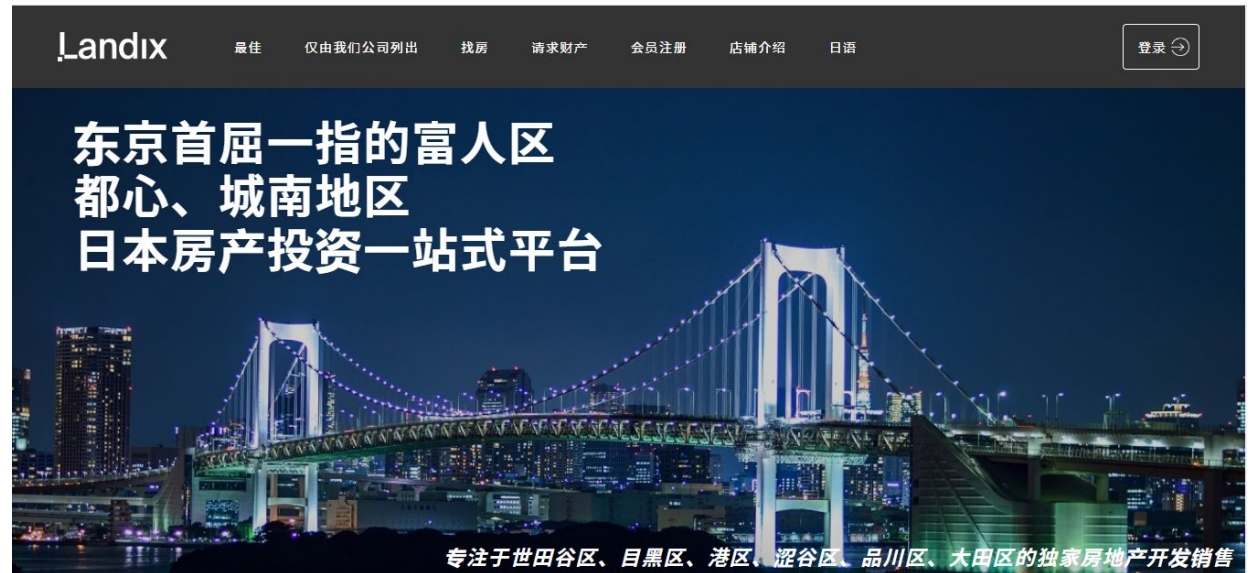 Landix
最佳 仅由我们公司列出 找房 请求财产 会员注册 店铺介绍 日语
登录
东京首屈一指的富人区
都心、城南地区
日本房产投资一站式平台
专注于世田谷区、目黑区、港区、涩谷区、品川区、大田区的独家房地产开发销售